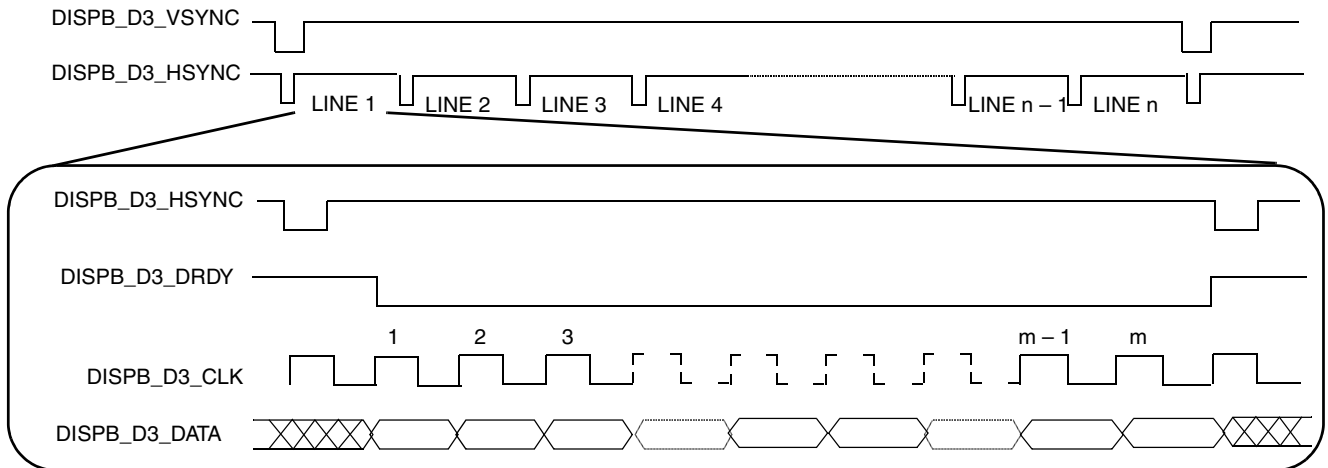 DISPB_D3_VSYNC
DISPB_D3_HSYNC
LINE 1 LINE 2 LINE 3 LINE 4 LINE n – 1 LINE n
DISPB_D3_HSYNC
DISPB_D3_DRDY
1 2 3 m – 1 m
DISPB_D3_CLK
DISPB_D3_DATA